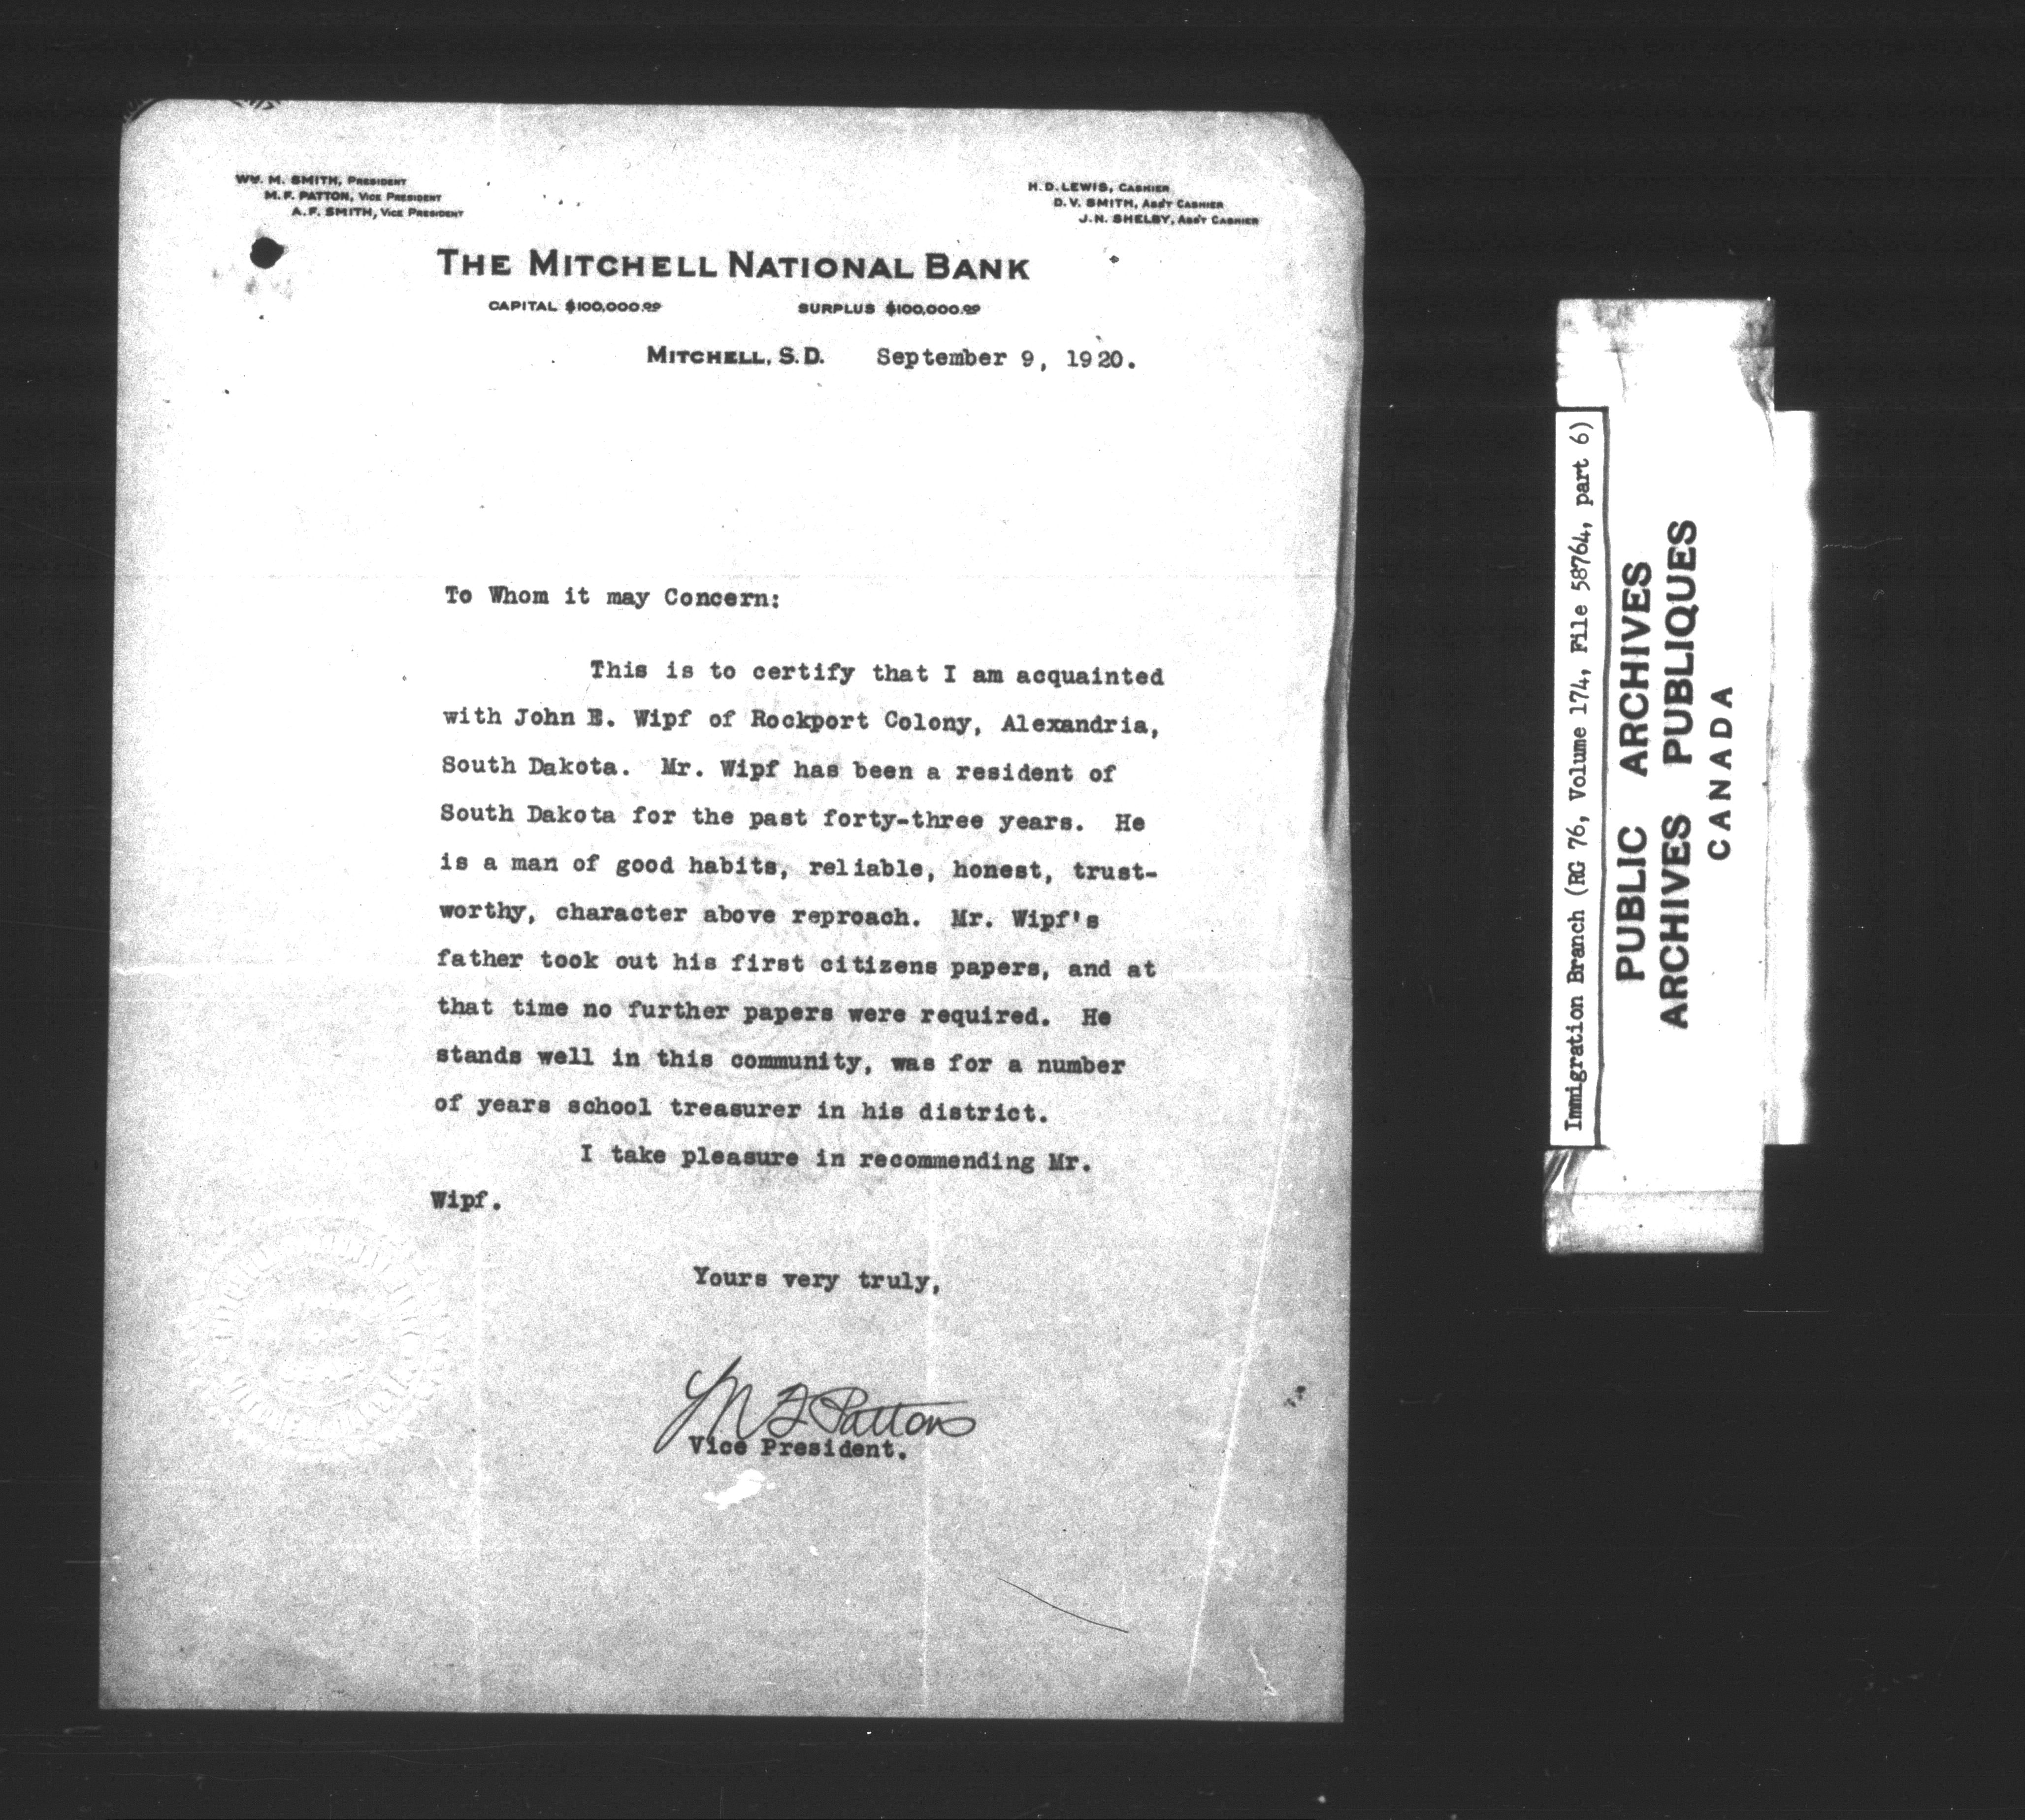 WM. M. SMITH, PRESIDENT
M. F. PATTON, VICE PRESIDENT
A. F. SMITH, VICE PRESIDENT
H. D. LEWIS, CASHIER
D. V. SMITH, ASS'T CASHIER
J. N. SHELBY, ASS'T CASHIER
THE MITCHELL NATIONAL BANK
CAPITAL $100,000.00 SURPLUS $100,000.00
MITCHELL, S. D. September 9, 1920.
To Whom it may Concern:
This is to certify that I am acquainted
with John E. Wipf of Rockport Colony, Alexandria,
South Dakota. Mr. Wipf has been a resident of
South Dakota for the past forty-three years. He
is a man of good habits, reliable, honest, trust-
worthy, character above reproach. Mr. Wipf's
father took out his first citizens papers, and at
that time no further papers were required. He
stands well in this community, was for a number
of years school treasurer in his district.
I take pleasure in recommending Mr.
Wipf.
Yours very truly,
M F Patton
Vice President.
Immigration Branch (RG 76, Volume 174, File 58764, part 6)
PUBLIC ARCHIVES
ARCHIVES PUBLIQUES
CANADA